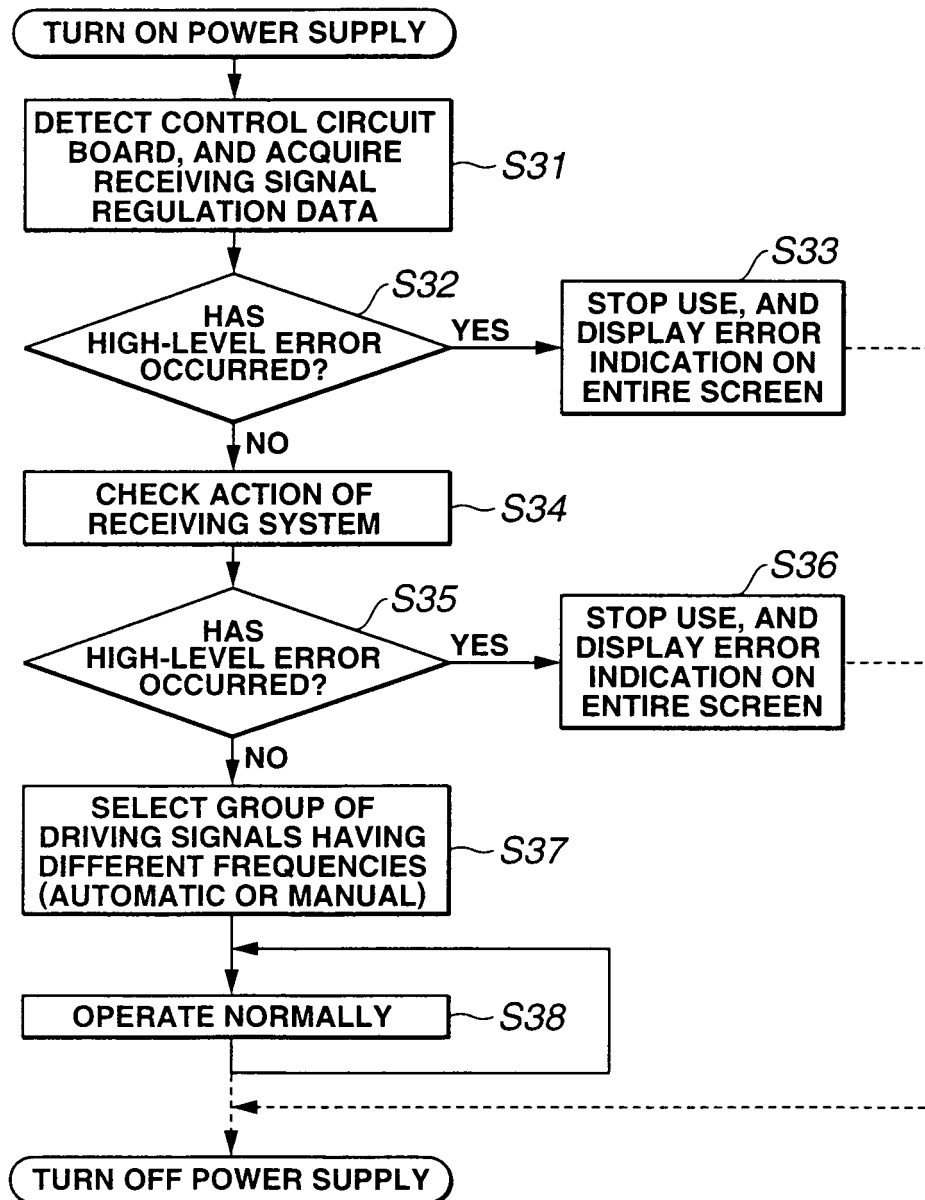 TURN ON POWER SUPPLY
DETECT CONTROL CIRCUIT
BOARD, AND ACQUIRE
RECEIVING SIGNAL
REGULATION DATA
S31
HAS
HIGH-LEVEL ERROR
OCCURRED?
S32
YES
S33
STOP USE, AND
DISPLAY ERROR
INDICATION ON
ENTIRE SCREEN
NO
CHECK ACTION OF
RECEIVING SYSTEM
S34
HAS
HIGH-LEVEL ERROR
OCCURRED?
S35
YES
S36
STOP USE, AND
DISPLAY ERROR
INDICATION ON
ENTIRE SCREEN
NO
SELECT GROUP OF
DRIVING SIGNALS HAVING
DIFFERENT FREQUENCIES
(AUTOMATIC OR MANUAL)
S37
OPERATE NORMALLY
S38
TURN OFF POWER SUPPLY